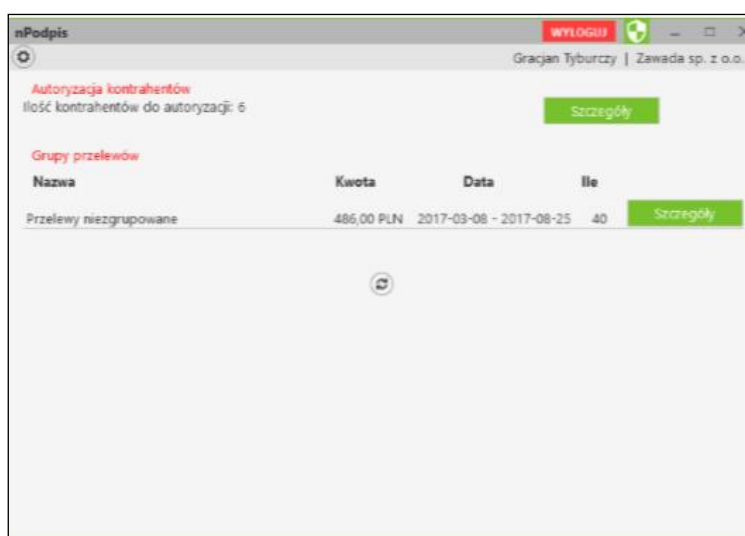 nPodpis WYLOGUJ
Gracjan Tyburczy | Zawada sp. z o.o.
Autoryzacja kontrahentów
Ilość kontrahentów do autoryzacji: 6
Szczegóły
Grupy przelewów
Nazwa Kwota Data Ile
Przelewy niezgrupowane 486,00 PLN 2017-03-08 - 2017-08-25 40 Szczegóły